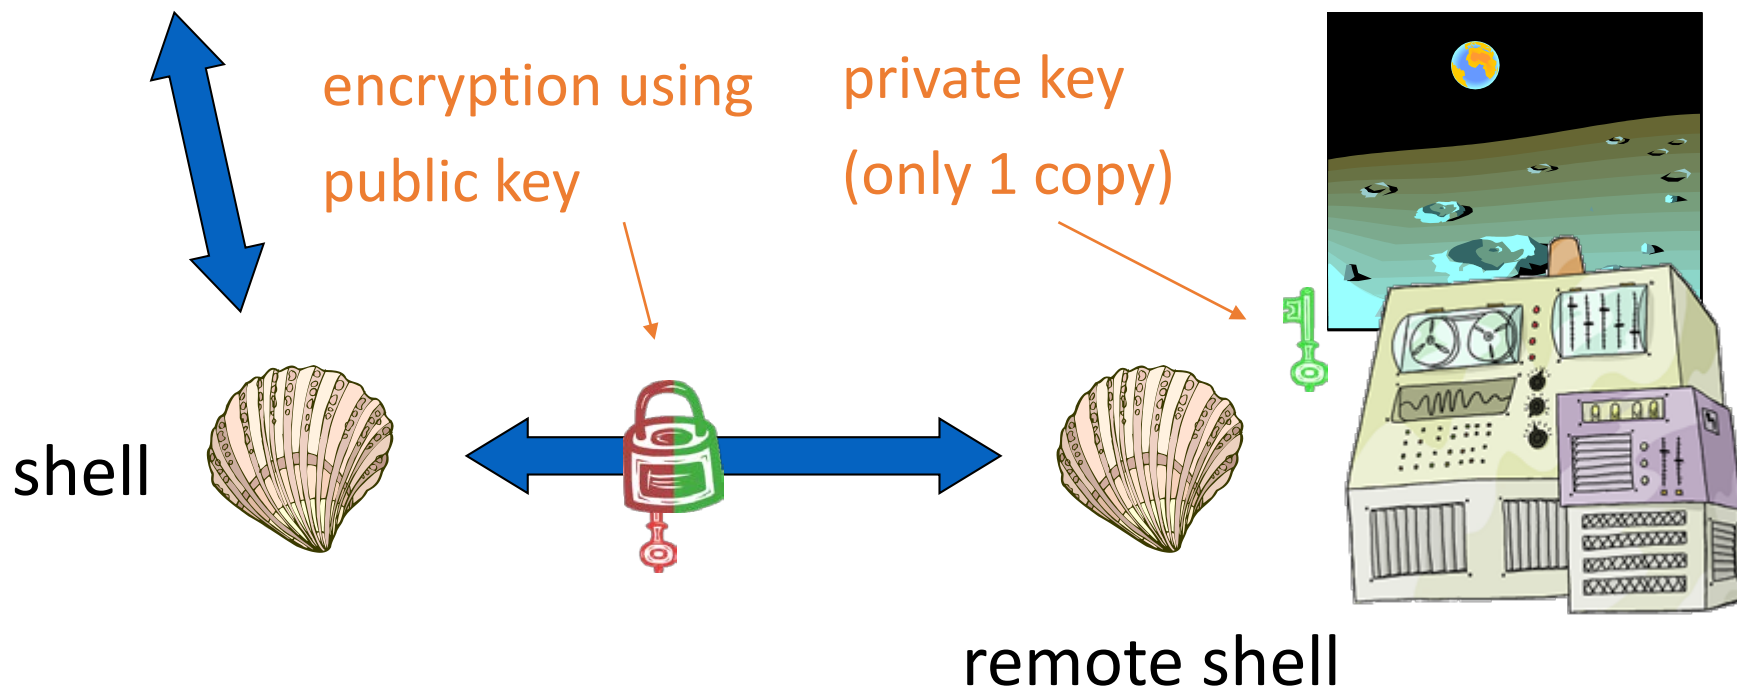 encryption using
public key
private key
(only 1 copy)
shell
remote shell